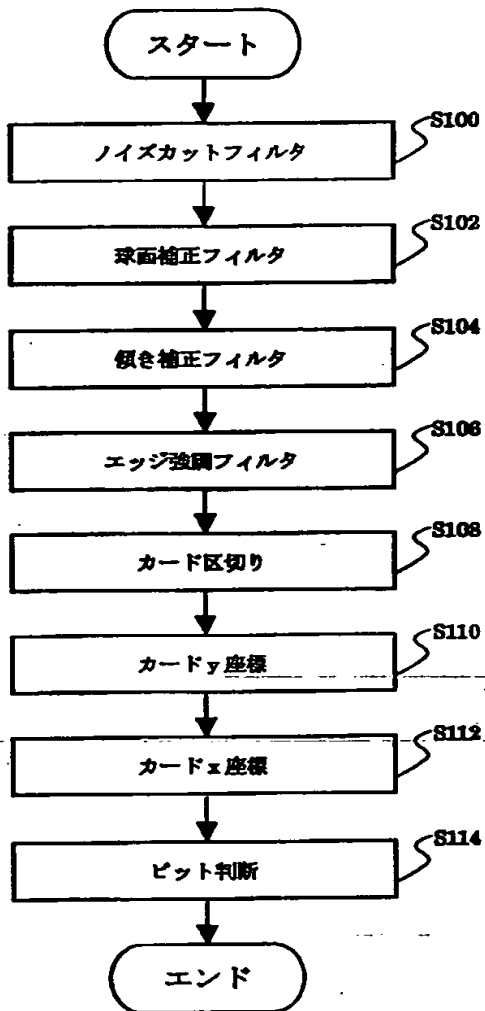 スタート
S100
ノイズカットフィルタ
S102
球面補正フィルタ
S104
傾き補正フィルタ
S106
エッジ強調フィルタ
S108
カード区切り
S110
カードy座標
S112
カードx座標
S114
ビット判断
エンド